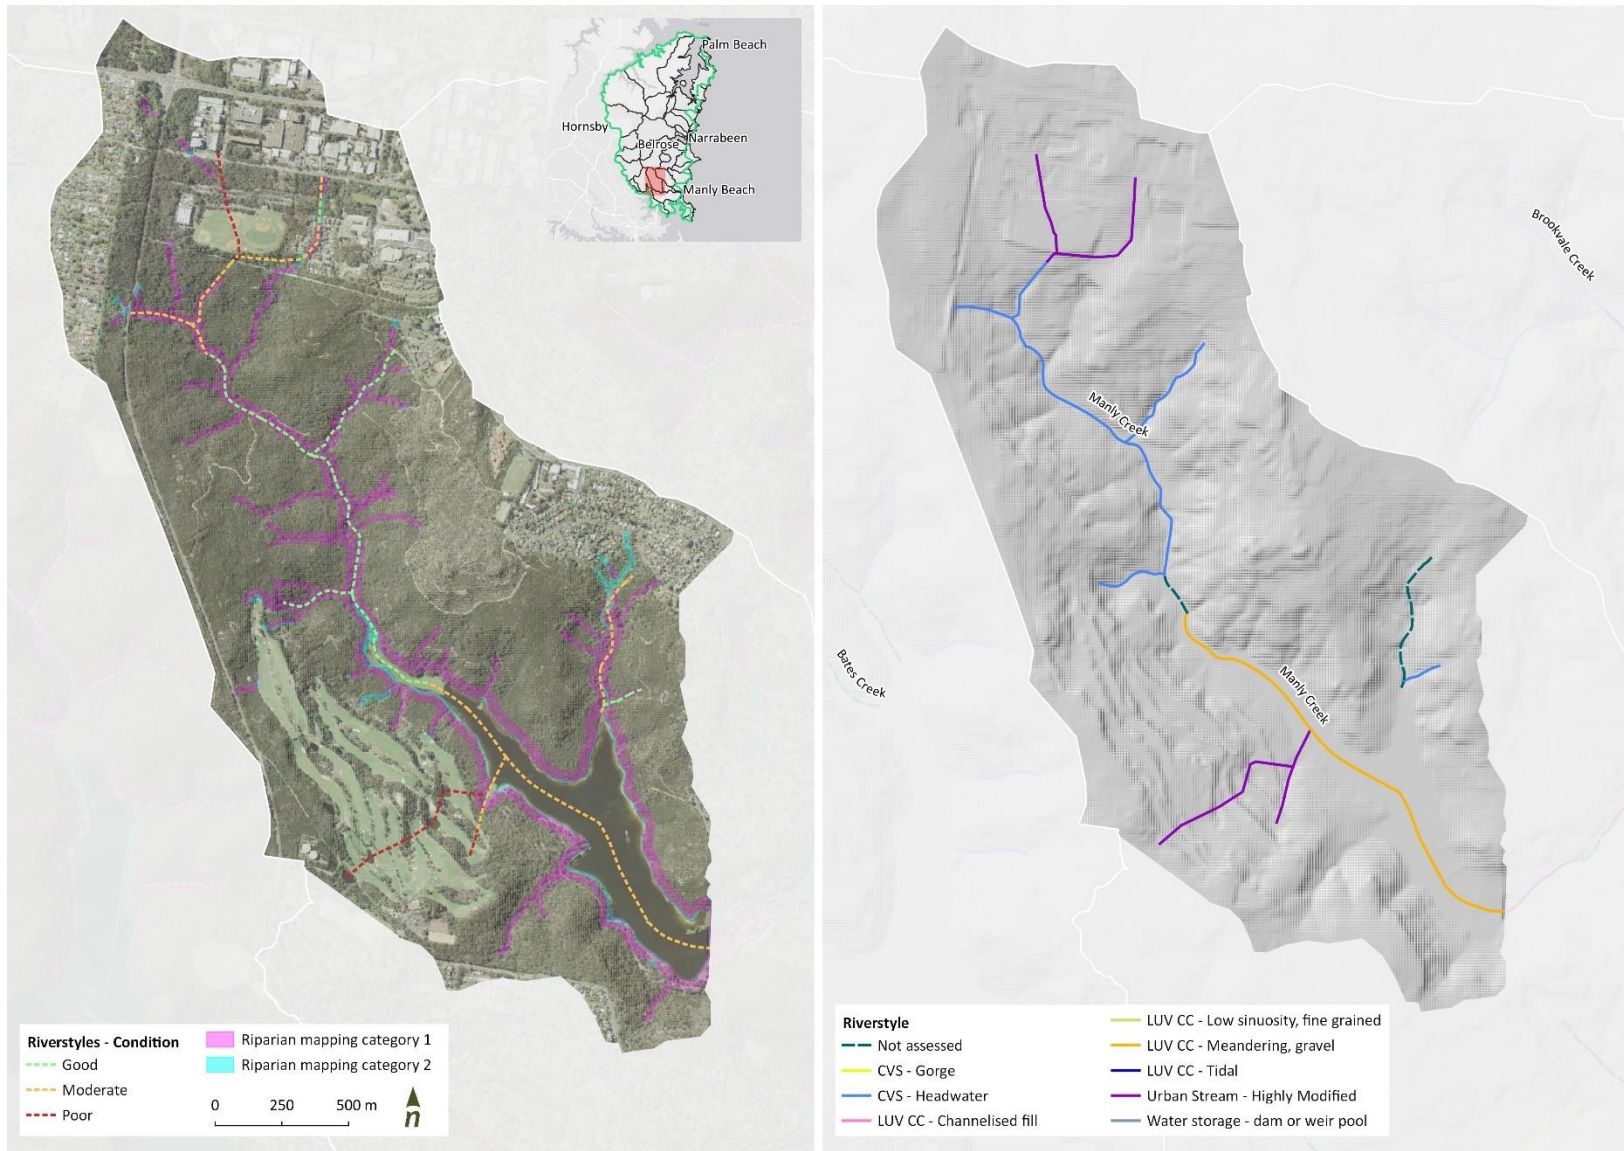 Palm Beach
Hornsby
Narrabeen
Belrose
Manly Beach
Riverstyles - Condition
Good
Moderate
Poor
Riparian mapping category 1
Riparian mapping category 2
0 250 500 m
n
Brookvale Creek
Manly Creek
Bates Creek
Manly Creek
Riverstyle
Not assessed
CVS - Gorge
CVS - Headwater
LUV CC - Channelised fill
LUV CC - Low sinuosity, fine grained
LUV CC - Meandering, gravel
LUV CC - Tidal
Urban Stream - Highly Modified
Water storage - dam or weir pool